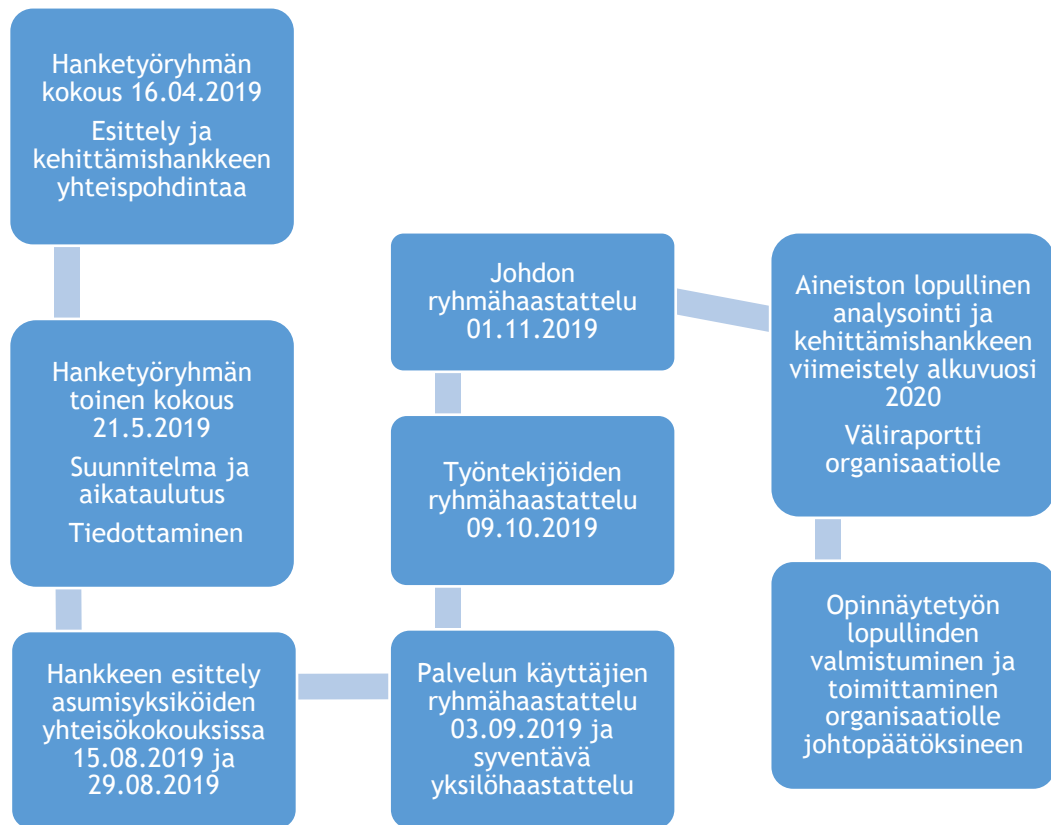 Hanketyöryhmän
kokous 16.04.2019
Esittely ja
kehittämishankkeen
yhteispohdintaa
Hanketyöryhmän
toinen kokous
21.5.2019
Suunnitelma ja
aikataulutus
Tiedottaminen
Hankkeen esittely
asumisyksiköiden
yhteisökokouksissa
15.08.2019 ja
29.08.2019
Palvelun käyttäjien
ryhmähaastattelu
03.09.2019 ja
syventävä
yksilöhaastattelu
Työntekijöiden
ryhmähaastattelu
09.10.2019
Johdon
ryhmähaastattelu
01.11.2019
Aineiston lopullinen
analysointi ja
kehittämishankkeen
viimeistely alkuvuosi
2020
Väliraportti
organisaatiolle
Opinnäytetyön
lopullinden
valmistuminen ja
toimittaminen
organisaatiolle
johtopäätöksineen